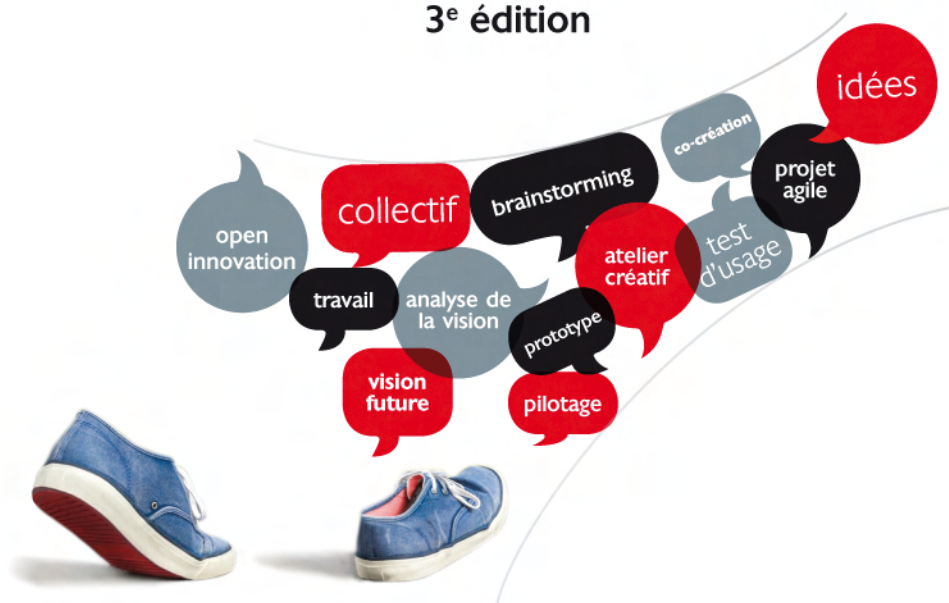 3e édition
idées
co-création
projet
agile
brainstorming
collectif
open
innovation
test
d'usage
atelier
créatif
travail
analyse de
la vision
prototype
vision
future
pilotage